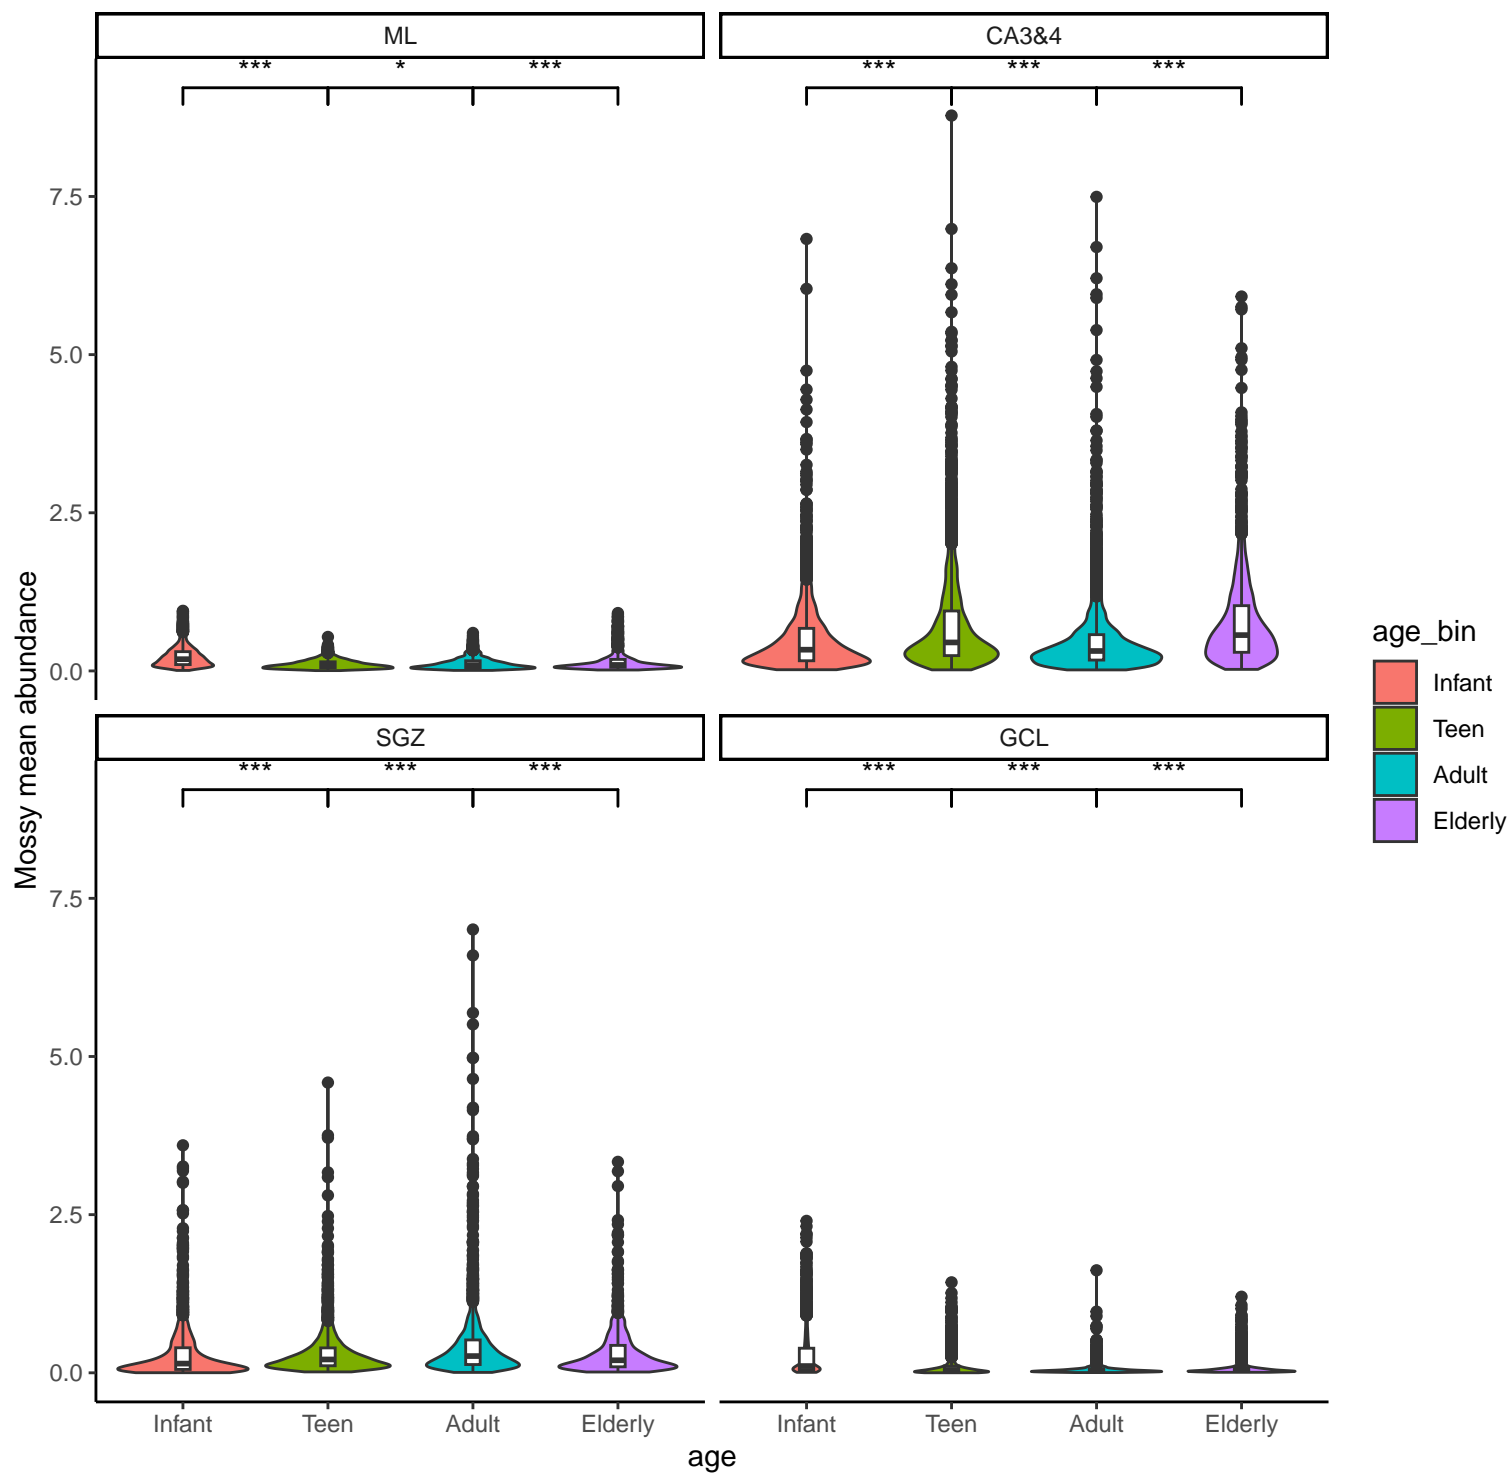 ML
CA3&4
*** * ***
*** *** ***
7.5
5.0
2.5
0.0
SGZ
GCL
*** *** ***
*** *** ***
7.5
5.0
2.5
0.0
Infant Teen Adult Elderly
Infant Teen Adult Elderly
age
Mossy mean abundance
age_bin
Infant
Teen
Adult
Elderly